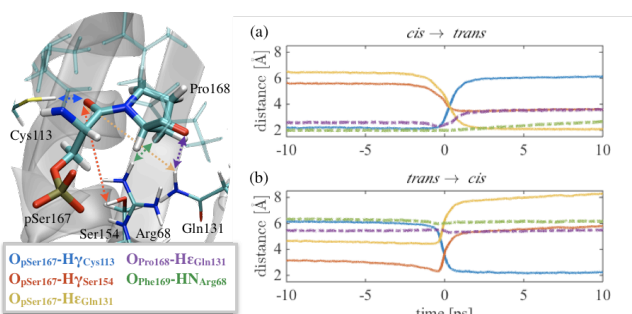 Pro168
Cys113
pSer167
Ser154
Arg68
Gln131
OpSer167-HγCys113
OPro168-HεGln131
OpSer167-HγSer154
OPhe169-HNArg68
OpSer167-HεGln131
(a)
cis → trans
distance [Å]
8
6
4
2
-10
-5
0
5
10
(b)
trans → cis
distance [Å]
8
6
4
2
-10
-5
0
5
10
time [ps]